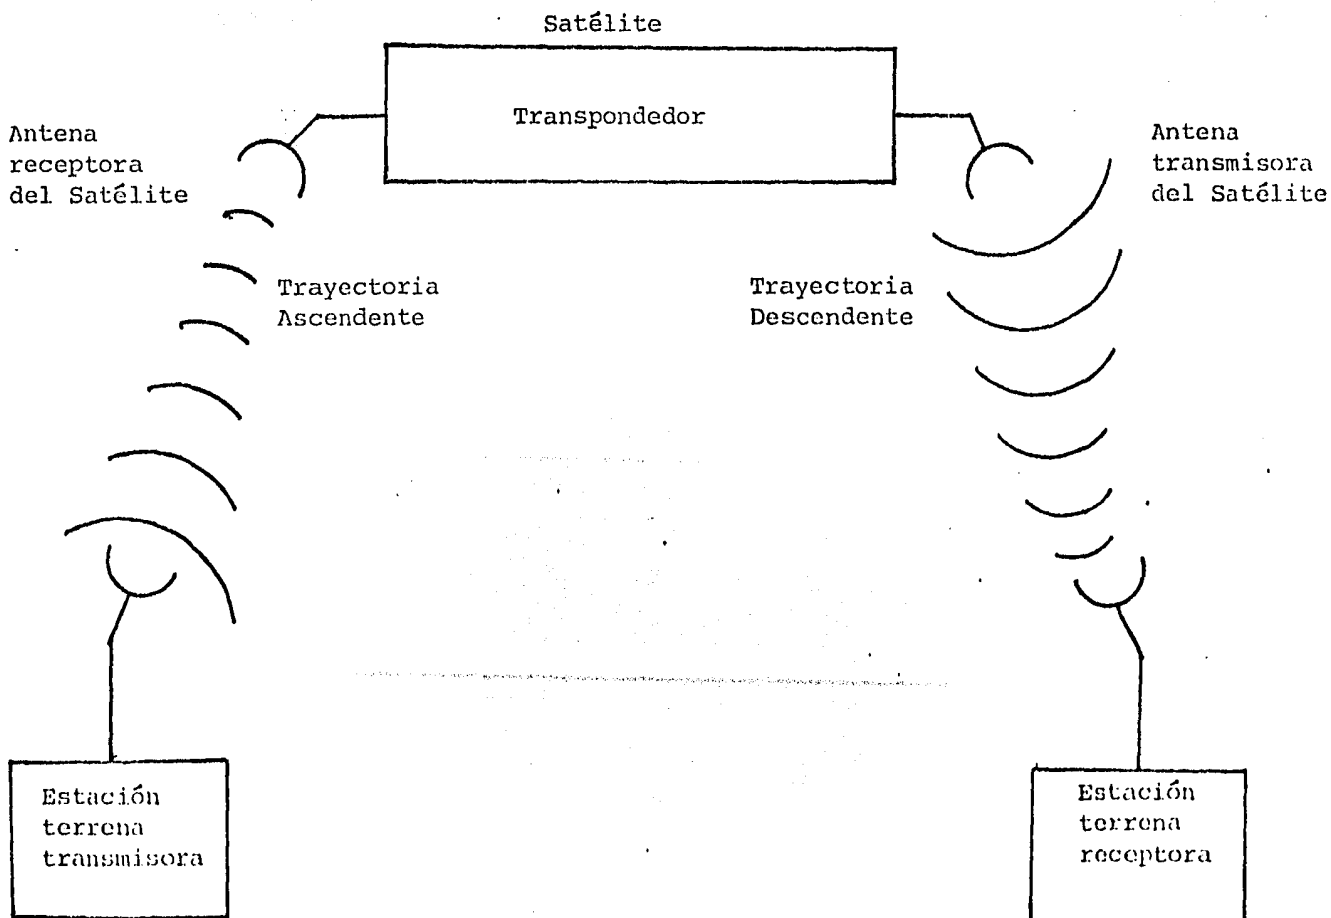 Satélite
Transpondedor
Antena
receptora
del Satélite
Antena
transmisora
del Satélite
Trayectoria
Ascendente
Trayectoria
Descendente
Estación
terrena
transmisora
Estación
terrena
receptora